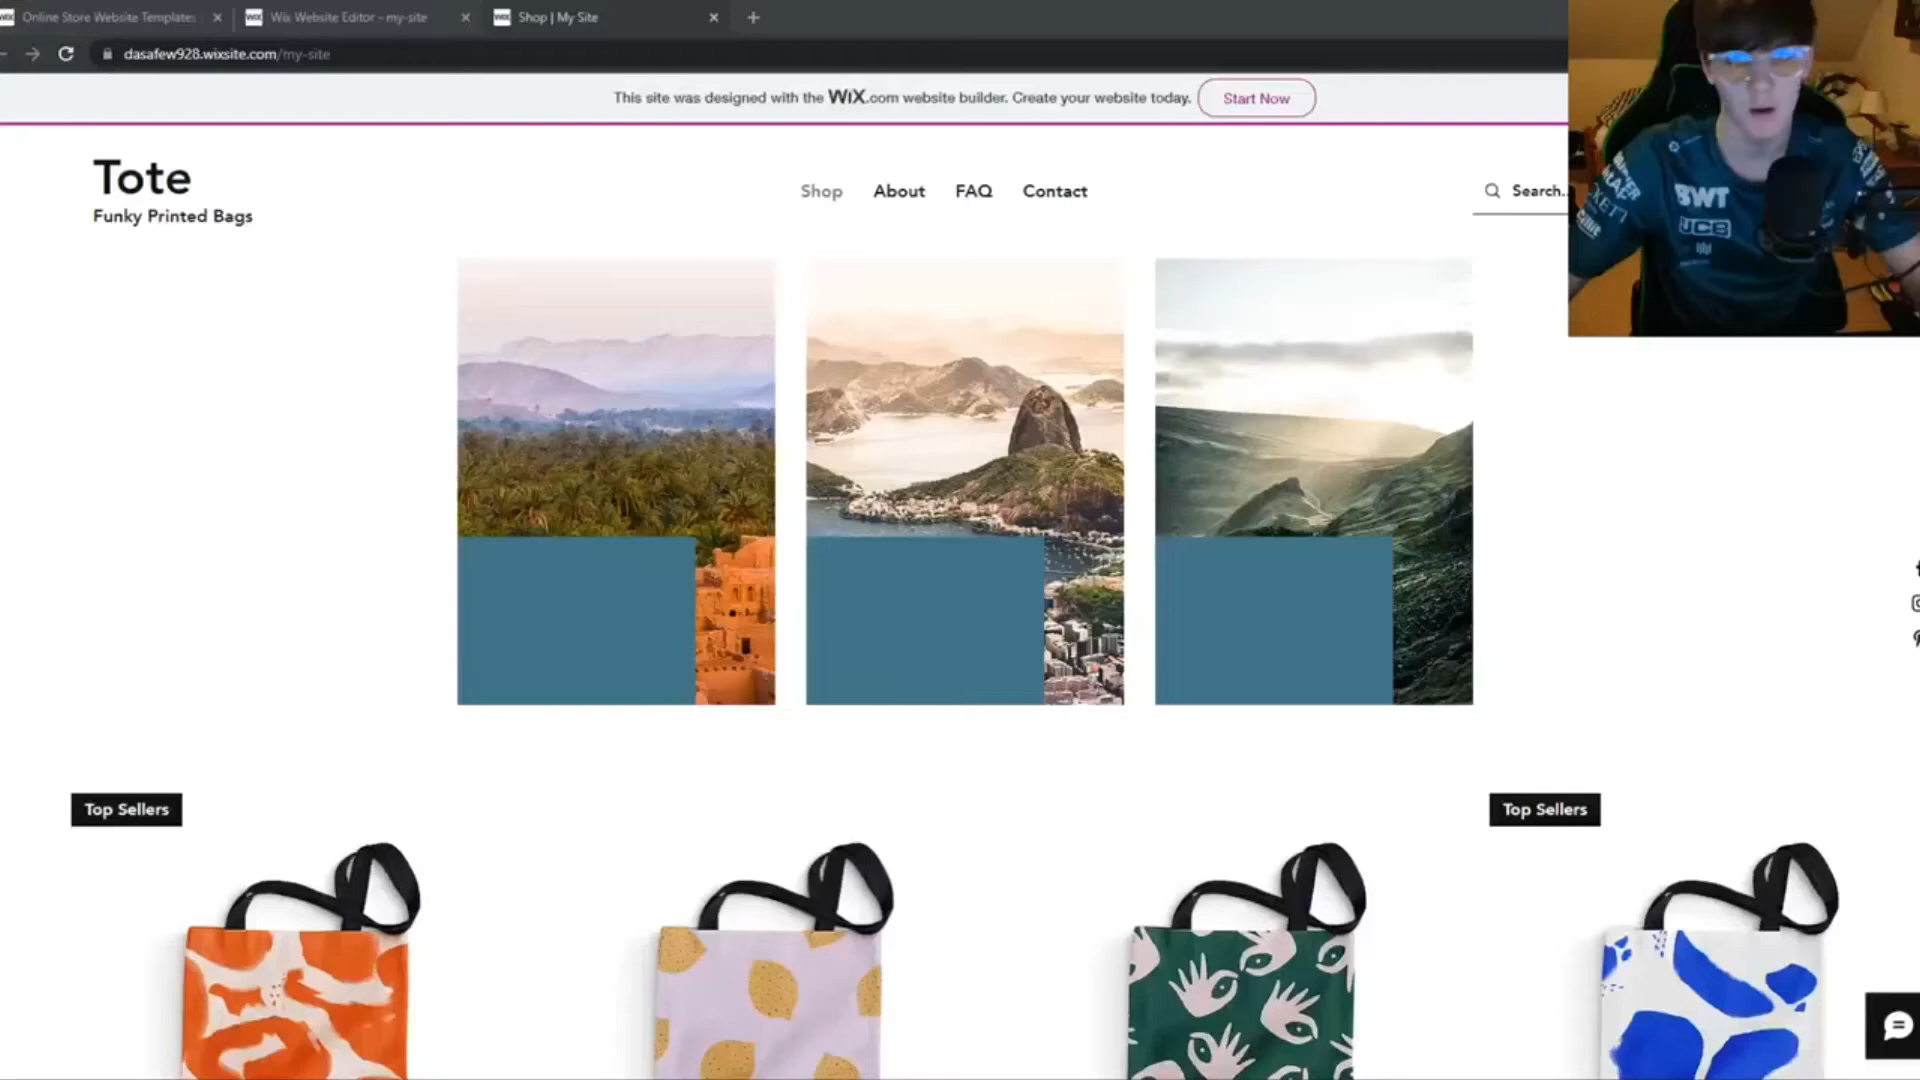 Online Store Website Templates
Wix Website Editor - my-site
Shop | My Site
dasafew928.wixsite.com/my-site
This site was designed with the WiX.com website builder. Create your website today.
Start Now
Tote
Funky Printed Bags
Shop
About
FAQ
Contact
Search...
BWT
JCB
Top Sellers
Top Sellers